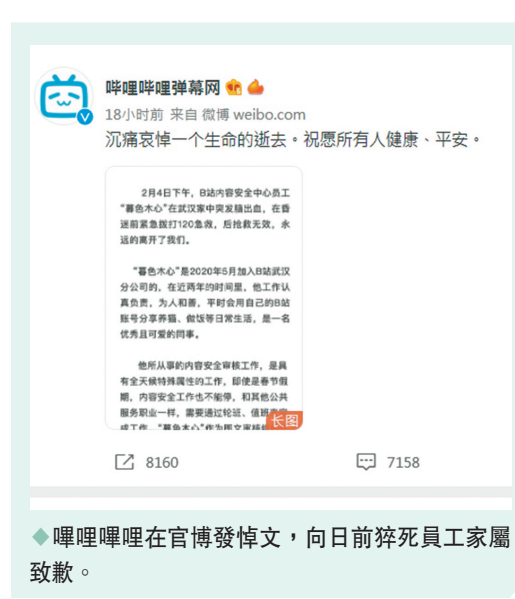 哔哩哔哩弹幕网
18小时前 来自 微博 weibo.com
沉痛哀悼一个生命的逝去。祝愿所有人健康、平安。
2月4日下午，B站内容安全中心员工
“暮色木心”在武汉家中突发脑出血，在昏
迷前紧急拨打120急救，后抢救无效，永
远的离开了我们。
“暮色木心”是2020年5月加入B站武汉
分公司的，在近两年的时间里，他工作认
真负责，为人和善，平时会用自己的B站
账号分享养猫、做饭等日常生活，是一名
优秀且可爱的同事。
他所从事的内容安全审核工作，是具
有全天候特殊属性的工作，即使是春节假
期，内容安全工作也不能停，和其他公共
服务职业一样，需要通过轮班、值班
成工作。“暮色木心”作为图文审核
长图
8160
7158
◆嗶哩嗶哩在官博發悼文，向日前猝死員工家屬
致歉。